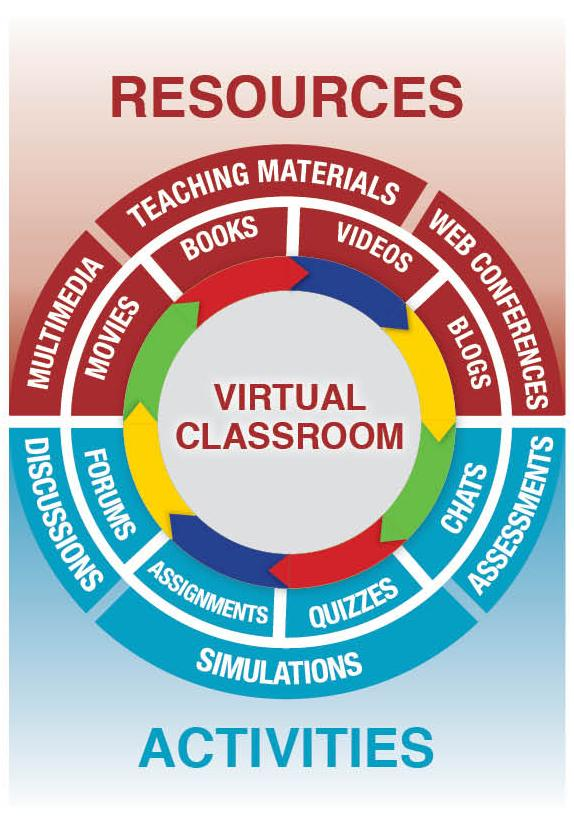 RESOURCES
MULTIMEDIA
TEACHING MATERIALS
WEB CONFERENCES
MOVIES
BOOKS
VIDEOS
BLOGS
VIRTUAL
CLASSROOM
FORUMS
ASSIGNMENTS
QUIZZES
CHATS
DISCUSSIONS
SIMULATIONS
ASSESSMENTS
ACTIVITIES